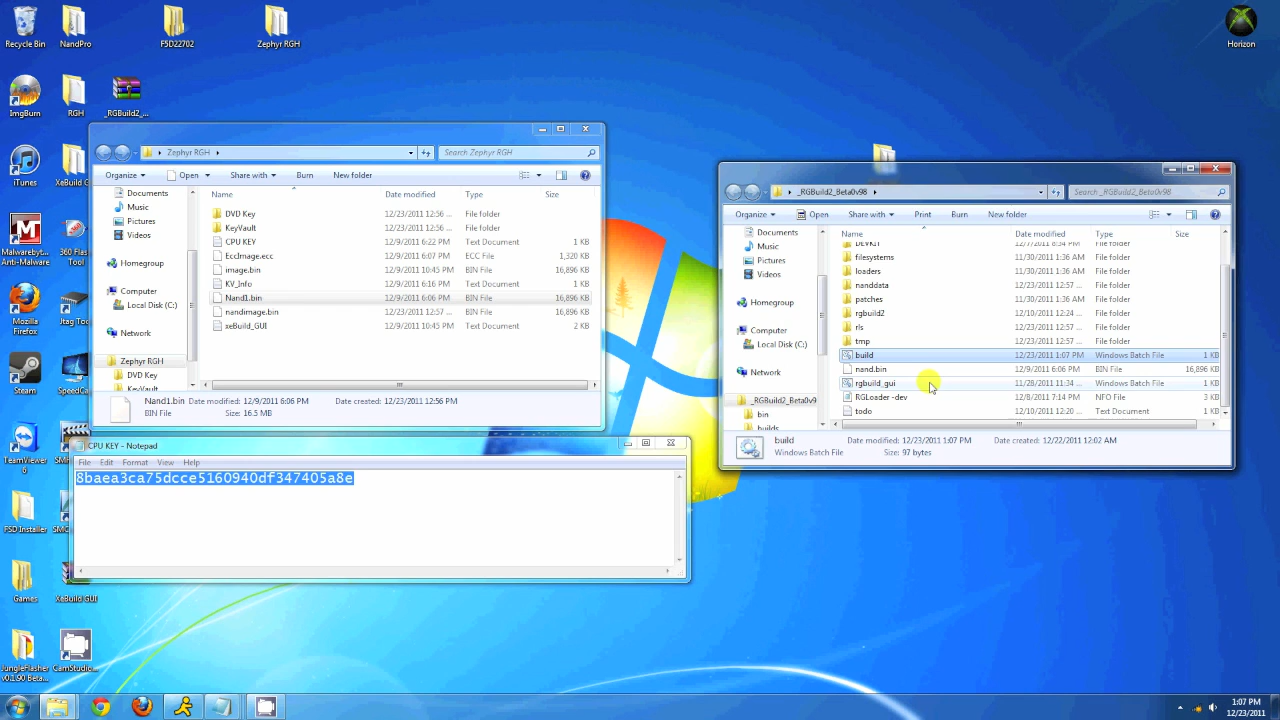 Recycle Bin
NandPro
F5D22702
Zephyr RGH
Horizon
ImgBurn
RGH
_RGBuild2_...
iTunes
XeBuild G
Malwareby...
Anti-Malware
360 Flas
Tool
Mozilla
Firefox
Jtag Too
Steam
SpeedC
TeamViewer
6
FSD Installer
Games
XeBuild GUI
JungleFlasher
v0.1.90 Beta...
CamStudio...
Zephyr RGH
Search Zephyr RGH
Organize
Open
Share with
Burn
New folder
Documents
Music
Pictures
Videos
Homegroup
Computer
Local Disk (C:)
Network
Zephyr RGH
DVD Key
KeyVault
Name
Date modified
Type
Size
DVD Key 12/23/2011 12:56 ... File folder
KeyVault 12/23/2011 12:56 ... File folder
CPU KEY 12/9/2011 6:22 PM Text Document 1 KB
EccImage.ecc 12/9/2011 6:07 PM ECC File 1,320 KB
image.bin 12/9/2011 10:45 PM BIN File 16,896 KB
KV_Info 12/9/2011 6:16 PM Text Document 1 KB
Nand1.bin 12/9/2011 6:06 PM BIN File 16,896 KB
nandimage.bin 12/23/2011 12:57 ... BIN File 16,896 KB
xeBuild_GUI 12/9/2011 10:45 PM Text Document 2 KB
Nand1.bin Date modified: 12/9/2011 6:06 PM Date created: 12/23/2011 12:56 PM
BIN File Size: 16.5 MB
_RGBuild2_Beta0v98
Search _RGBuild2_Beta0v98
Organize
Open
Share with
Print
Burn
New folder
Documents
Music
Pictures
Videos
Homegroup
Computer
Local Disk (C:)
Network
_RGBuild2_Beta0v9
bin
builds
Name
Date modified
Type
Size
DEVKIT 12/7/2011 8:34 PM File folder
filesystems 11/30/2011 1:36 AM File folder
loaders 11/30/2011 1:36 AM File folder
nanddata 12/23/2011 12:57 ... File folder
patches 11/30/2011 1:36 AM File folder
rgbuild2 12/10/2011 12:24 ... File folder
rls 12/23/2011 12:57 ... File folder
tmp 12/23/2011 12:57 ... File folder
build 12/23/2011 1:07 PM Windows Batch File 1 KB
nand.bin 12/9/2011 6:06 PM BIN File 16,896 KB
rgbuild_gui 11/28/2011 11:34 ... Windows Batch File 1 KB
RGLoader -dev 12/8/2011 7:14 PM NFO File 3 KB
todo 12/10/2011 12:20 ... Text Document 1 KB
build Date modified: 12/23/2011 1:07 PM Date created: 12/22/2011 12:02 AM
Windows Batch File Size: 97 bytes
CPU KEY - Notepad
File Edit Format View Help
8baea3ca75dcce5160940df347405a8e
1:07 PM
12/23/2011